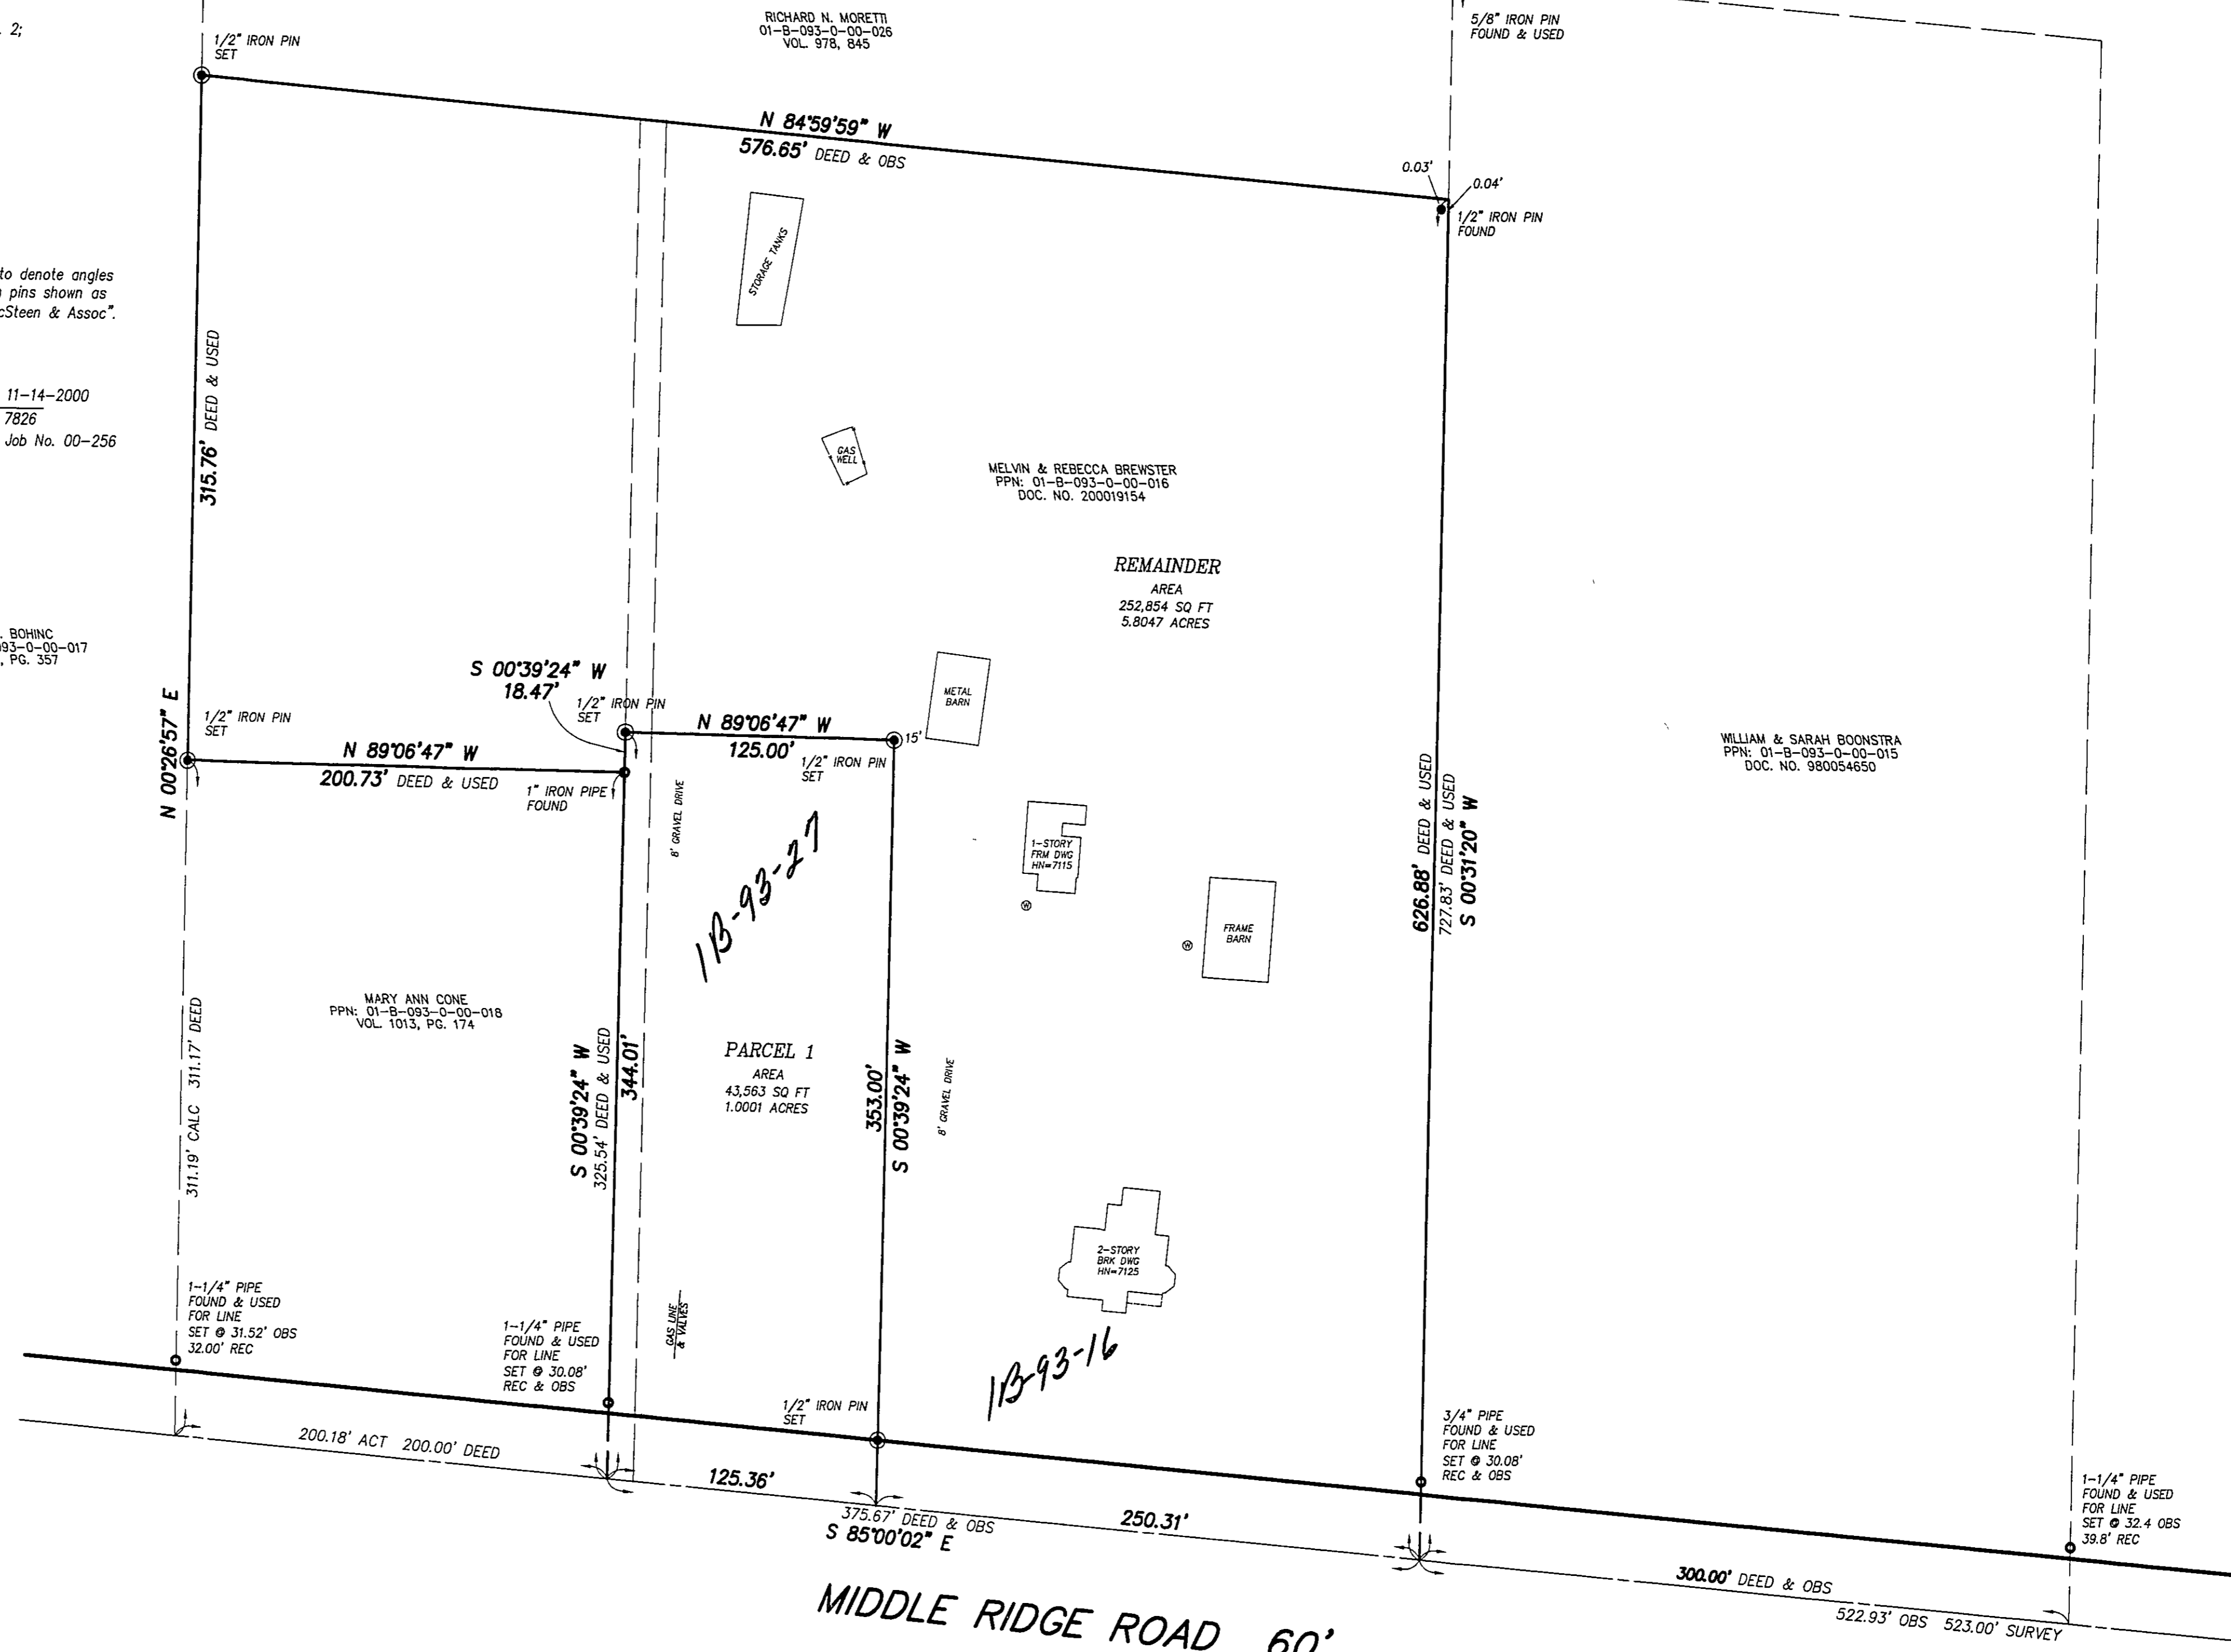 2;
RICHARD N. MORETTI
01-B-093-0-00-026
VOL. 978, 845
5/8" IRON PIN
FOUND & USED
1/2" IRON PIN
SET
N 84°59'59" W
576.65' DEED & OBS
0.03'
0.04'
1/2" IRON PIN
FOUND
STORAGE TANKS
to denote angles
pins shown as
cSteen & Assoc".
315.76' DEED & USED
11-14-2000
7826
Job No. 00-256
GAS
WELL
MELVIN & REBECCA BREWSTER
PPN: 01-B-093-0-00-016
DOC. NO. 200019154
REMAINDER
AREA
252,854 SQ FT
5.8047 ACRES
. BOHINC
093-0-00-017
, PG. 357
N 00°26'57" E
1/2" IRON PIN
SET
S 00°39'24" W
18.47'
1/2" IRON PIN
SET
N 89°06'47" W
125.00'
15'
1/2" IRON PIN
SET
METAL
BARN
N 89°06'47" W
200.73' DEED & USED
1" IRON PIPE
FOUND
8' GRAVEL DRIVE
1B-93-27
WILLIAM & SARAH BOONSTRA
PPN: 01-B-093-0-00-015
DOC. NO. 980054650
626.88' DEED & USED
727.83' DEED & USED
S 00°31'20" W
1-STORY
FRM DWG
HN=7115
W
FRAME
BARN
W
MARY ANN CONE
PPN: 01-B-093-0-00-018
VOL. 1013, PG. 174
311.19' CALC 311.17' DEED
S 00°39'24" W
325.54' DEED & USED
344.01'
PARCEL 1
AREA
43,563 SQ FT
1.0001 ACRES
353.00'
S 00°39'24" W
8' GRAVEL DRIVE
2-STORY
BRK DWG
HN=7125
1B-93-16
GAS LINE
& VALVES
1-1/4" PIPE
FOUND & USED
FOR LINE
SET @ 31.52' OBS
32.00' REC
1-1/4" PIPE
FOUND & USED
FOR LINE
SET @ 30.08'
REC & OBS
1/2" IRON PIN
SET
3/4" PIPE
FOUND & USED
FOR LINE
SET @ 30.08'
REC & OBS
1-1/4" PIPE
FOUND & USED
FOR LINE
SET @ 32.4 OBS
39.8' REC
200.18' ACT 200.00' DEED
125.36'
375.67' DEED & OBS
S 85°00'02" E
250.31'
300.00' DEED & OBS
522.93' OBS 523.00' SURVEY
MIDDLE RIDGE ROAD 60'